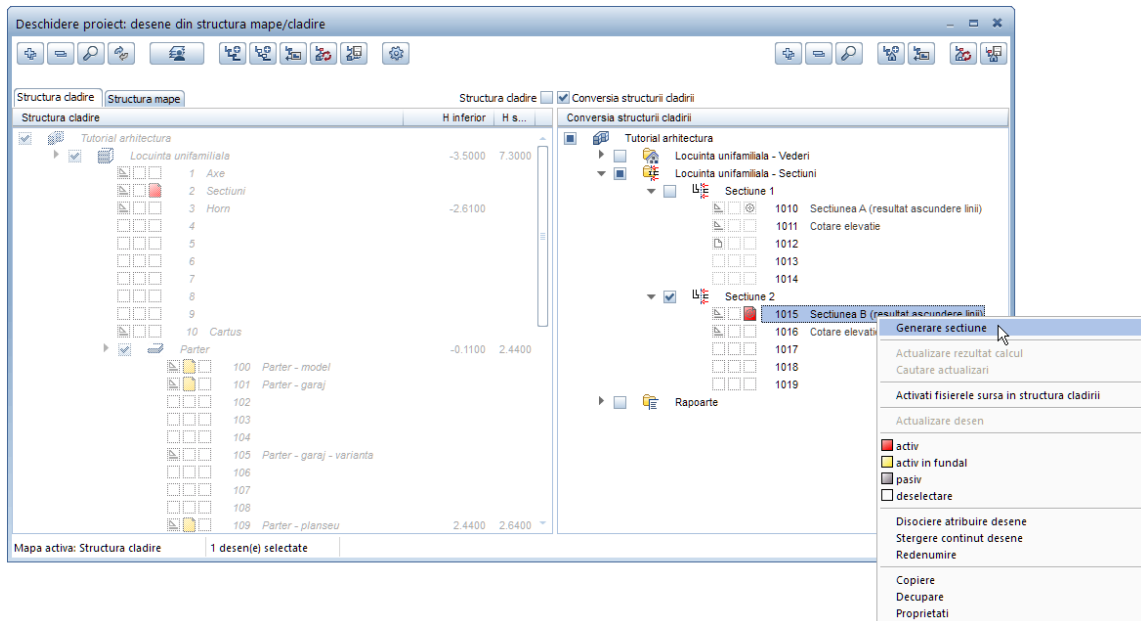 Deschidere proiect: desene din structura mape/cladire
Structura cladire Structura mape Structura cladire Conversia structurii cladirii
Structura cladire H inferior H s...
Tutorial arhitectura
Locuinta unifamiliala -3.5000 7.3000
1 Axe
2 Sectiuni
3 Horn -2.6100
4
5
6
7
8
9
10 Cartus
Parter -0.1100 2.4400
100 Parter - model
101 Parter - garaj
102
103
104
105 Parter - garaj - varianta
106
107
108
109 Parter - planseu 2.4400 2.6400
Mapa activa: Structura cladire 1 desen(e) selectate
Conversia structurii cladirii
Tutorial arhitectura
Locuinta unifamiliala - Vederi
Locuinta unifamiliala - Sectiuni
Sectiune 1
1010 Sectiunea A (resultat ascundere linii)
1011 Cotare elevatie
1012
1013
1014
Sectiune 2
1015 Sectiunea B (resultat ascundere linii)
1016 Cotare elevati
1017
1018
1019
Rapoarte
Generare sectiune
Actualizare rezultat calcul
Cautare actualizari
Activati fisierele sursa in structura cladirii
Actualizare desen
activ
activ in fundal
pasiv
deselectare
Disociere atribuire desene
Stergere continut desene
Redenumire
Copiere
Decupare
Proprietati